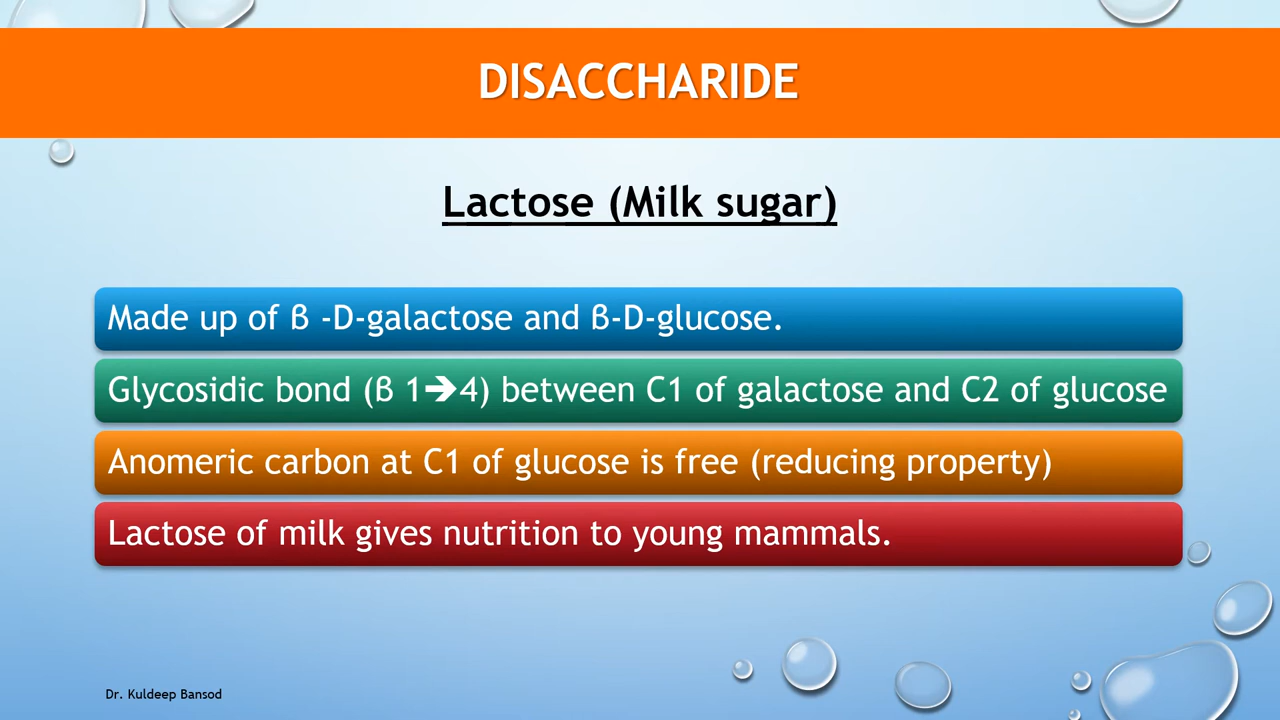 DISACCHARIDE
Lactose (Milk sugar)
Made up of ß -D-galactose and ß-D-glucose.
Glycosidic bond (ß 1➔4) between C1 of galactose and C2 of glucose
Anomeric carbon at C1 of glucose is free (reducing property)
Lactose of milk gives nutrition to young mammals.
Dr. Kuldeep Bansod